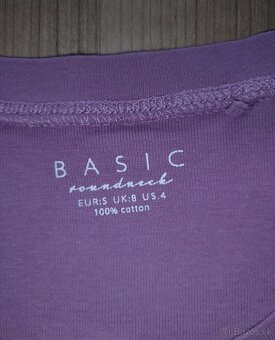 BASIC
roundneck
EUR:S UK:8 US.4
100% cotton